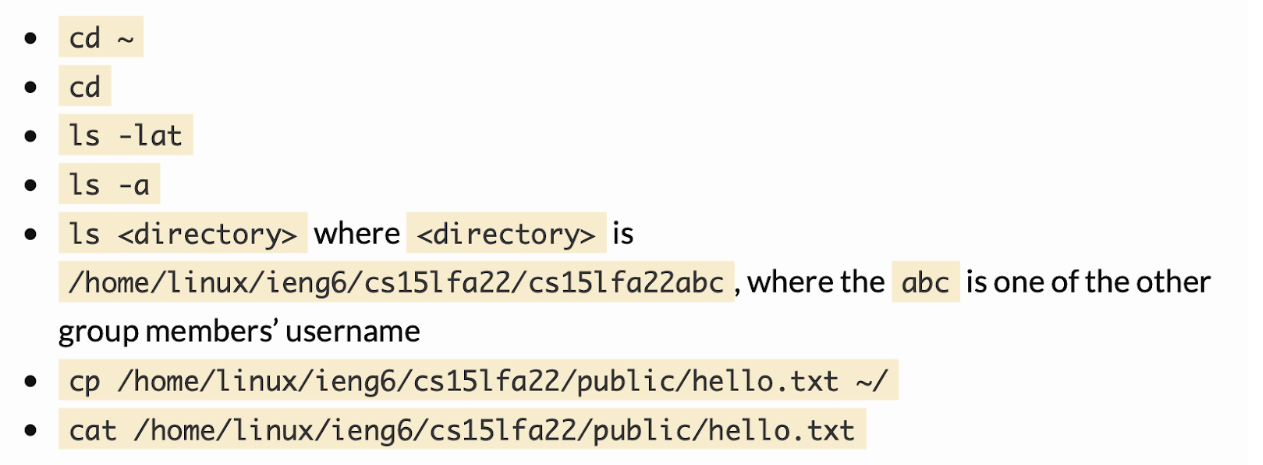 • cd ~
• cd
• ls -lat
• ls -a
• ls <directory> where <directory> is
/home/linux/ieng6/cs15lfa22/cs15lfa22abc, where the abc is one of the other
group members’ username
• cp /home/linux/ieng6/cs15lfa22/public/hello.txt ~/
• cat /home/linux/ieng6/cs15lfa22/public/hello.txt